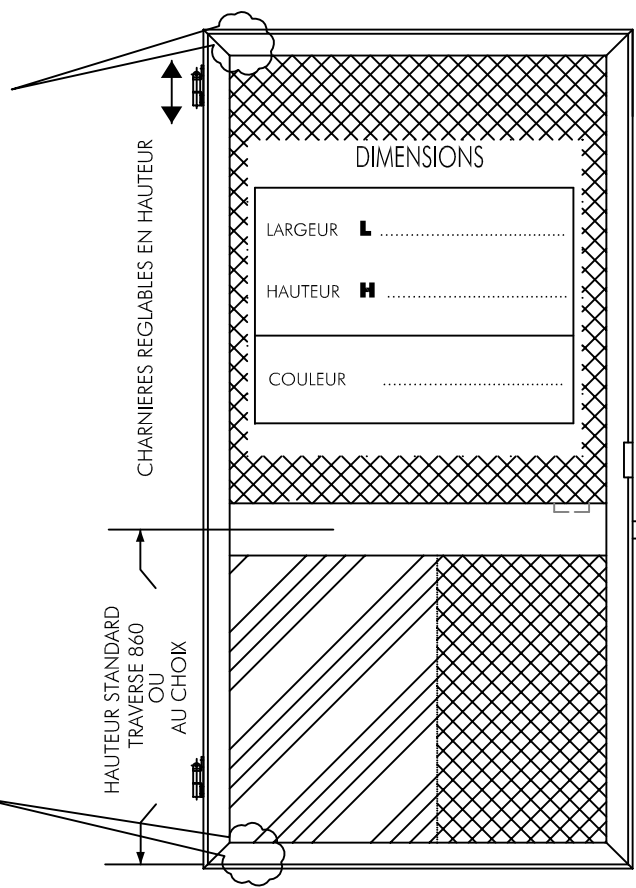 DIMENSIONS
LARGEUR L ........................................
HAUTEUR H ........................................
COULEUR ........................................
CHARNIERES REGLABLES EN HAUTEUR
HAUTEUR STANDARD
TRAVERSE 860
OU
AU CHOIX